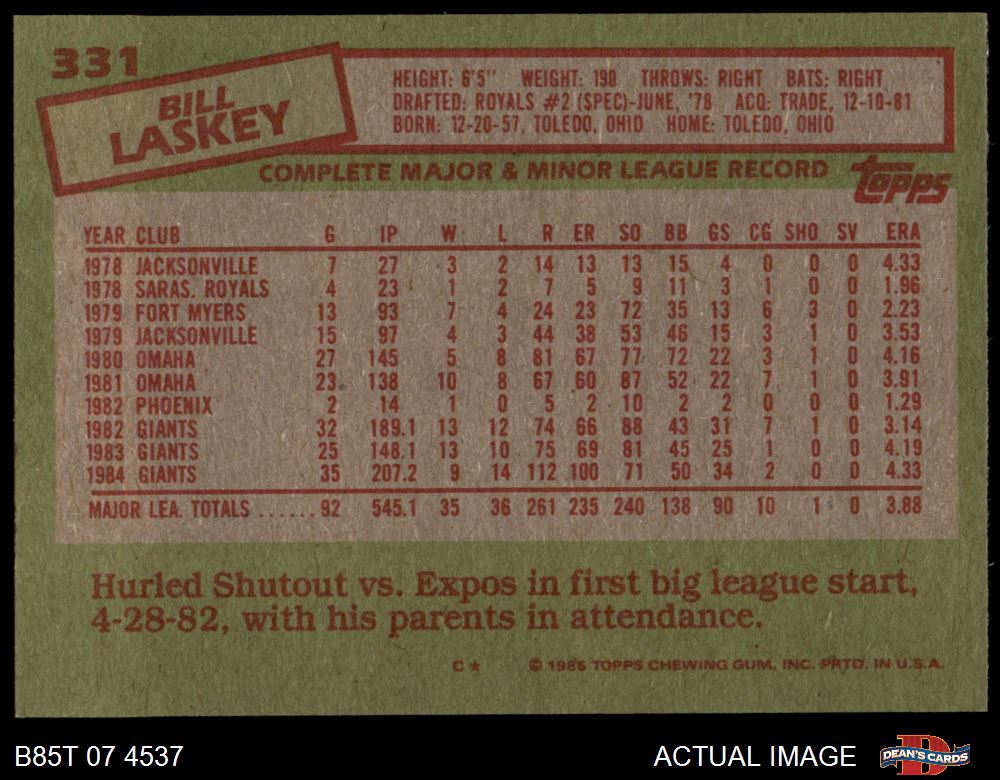 331
BILL
LASKEY
HEIGHT: 6'5" WEIGHT: 190 THROWS: RIGHT BATS: RIGHT
DRAFTED: ROYALS #2 (SPEC)-JUNE, '78 ACQ: TRADE, 12-10-81
BORN: 12-20-57, TOLEDO, OHIO HOME: TOLEDO, OHIO
COMPLETE MAJOR & MINOR LEAGUE RECORD topps
YEAR CLUB G IP W L R ER SO BB GS CG SHO SV ERA
1978 JACKSONVILLE 7 27 3 2 14 13 13 15 4 0 0 0 4.33
1978 SARAS. ROYALS 4 23 1 2 7 5 9 11 3 1 0 0 1.96
1979 FORT MYERS 13 93 7 4 24 23 72 35 13 6 3 0 2.23
1979 JACKSONVILLE 15 97 4 3 44 38 53 46 15 3 1 0 3.53
1980 OMAHA 27 145 5 8 81 67 77 72 22 3 1 0 4.16
1981 OMAHA 23 138 10 8 67 60 87 52 22 7 1 0 3.91
1982 PHOENIX 2 14 1 0 5 2 10 2 2 0 0 0 1.29
1982 GIANTS 32 189.1 13 12 74 66 88 43 31 7 1 0 3.14
1983 GIANTS 25 148.1 13 10 75 69 81 45 25 1 0 0 4.19
1984 GIANTS 35 207.2 9 14 112 100 71 50 34 2 0 0 4.33
MAJOR LEA. TOTALS ......92 545.1 35 36 261 235 240 138 90 10 1 0 3.88
Hurled Shutout vs. Expos in first big league start,
4-28-82, with his parents in attendance.
C* © 1985 TOPPS CHEWING GUM, INC. PRTD. IN U.S.A.
B85T 07 4537 ACTUAL IMAGE DEAN'S CARDS